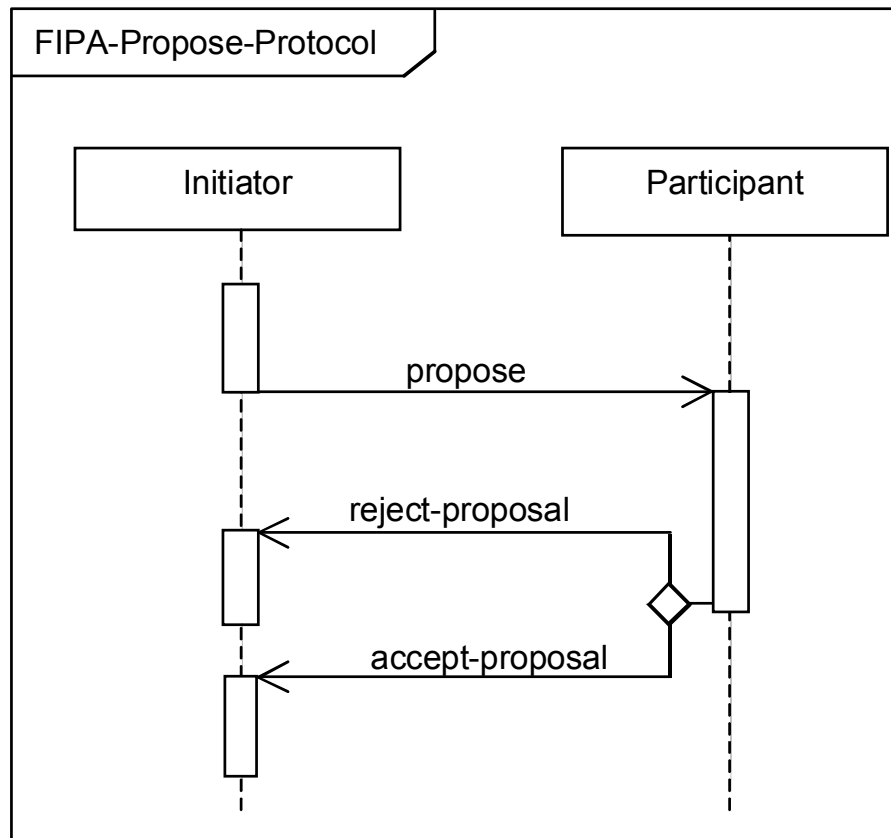 FIPA-Propose-Protocol
Initiator
Participant
propose
reject-proposal
accept-proposal